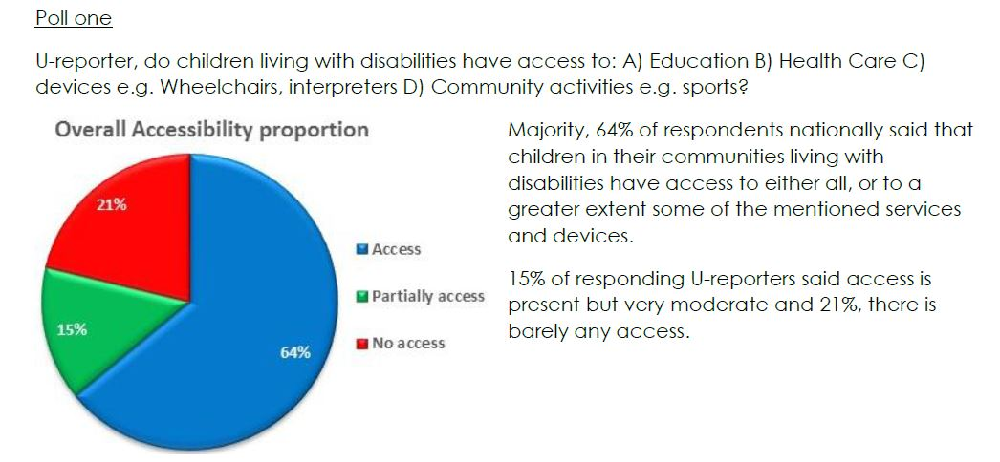 Poll one
U-reporter, do children living with disabilities have access to: A) Education B) Health Care C)
devices e.g. Wheelchairs, interpreters D) Community activities e.g. sports?
Overall Accessibility proportion
21%
15%
64%
Access
Partially access
No access
Majority, 64% of respondents nationally said that
children in their communities living with
disabilities have access to either all, or to a
greater extent some of the mentioned services
and devices.
15% of responding U-reporters said access is
present but very moderate and 21%, there is
barely any access.